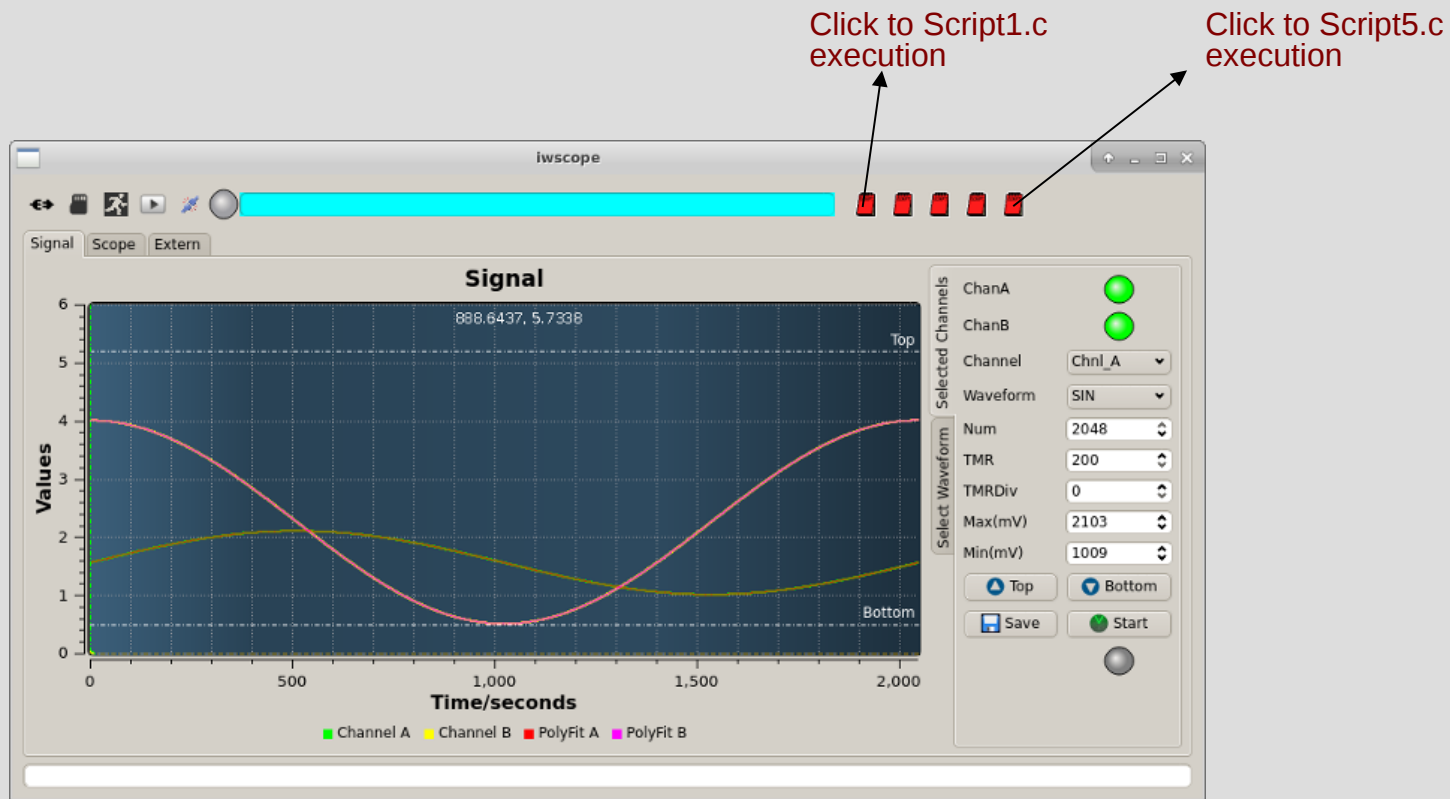 Click to Script1.c
execution
Click to Script5.c
execution
iwscope
Signal
Scope
Extern
Signal
888.6437, 5.7338
Top
Bottom
Values
6
5
4
3
2
1
0
0
500
1,000
1,500
2,000
Time/seconds
Channel A
Channel B
PolyFit A
PolyFit B
Selected Channels
Select Waveform
ChanA
ChanB
Channel Chnl_A
Waveform SIN
Num 2048
TMR 200
TMRDiv 0
Max(mV) 2103
Min(mV) 1009
Top
Bottom
Save
Start